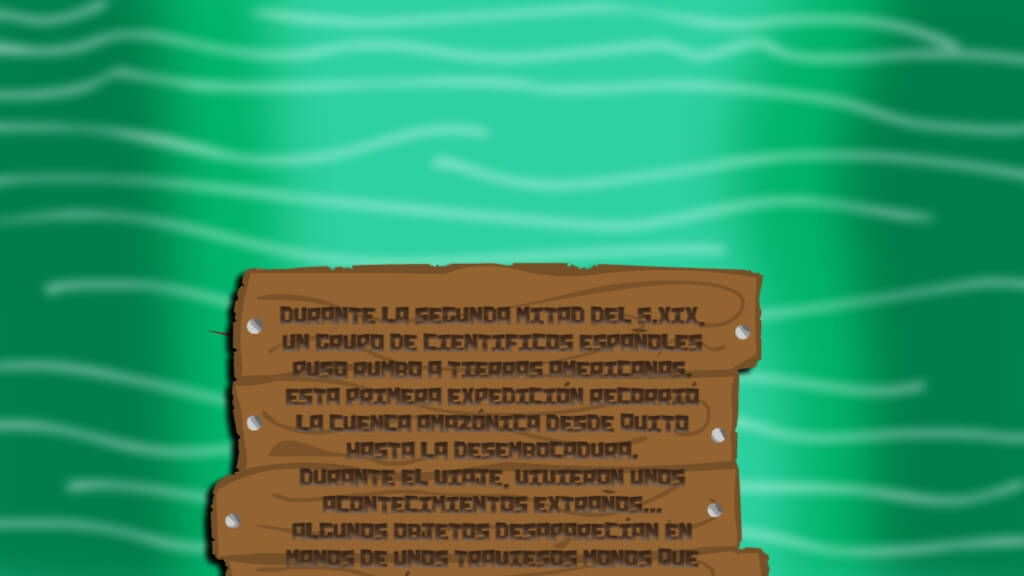 DURANTE LA SEGUNDA MITAD DEL S.XIX,
UN GRUPO DE CIENTIFICOS ESPAÑOLES
PUSO RUMBO A TIERRAS AMERICANAS.
ESTA PRIMERA EXPEDICIÓN RECORRIÓ
LA CUENCA AMAZÓNICA DESDE QUITO
HASTA LA DESEMBOCADURA.
DURANTE EL VIAJE, VIVIERON UNOS
ACONTECIMIENTOS EXTRAÑOS...
ALGUNOS OBJETOS DESAPARECÍAN EN
MANOS DE UNOS TRAVIESOS MONOS QUE